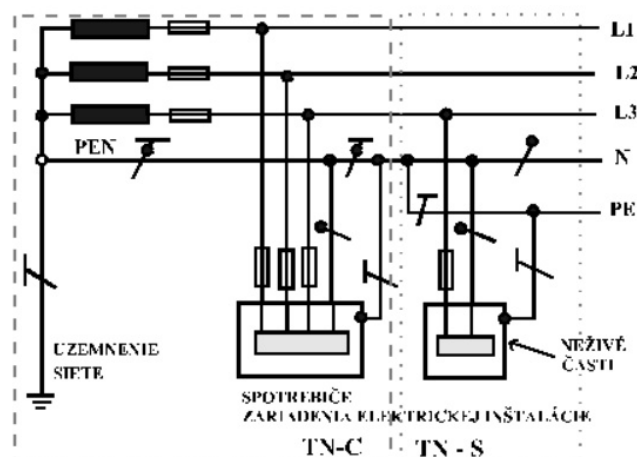 L1
L2
L3
PEN
N
PE
UZEMNENIE
SIETE
NEŽIVÉ
ČASTI
SPOTREBIČE
ZARIADENIA ELEKTRICKEJ INŠTALÁCIE
TN-C
TN - S